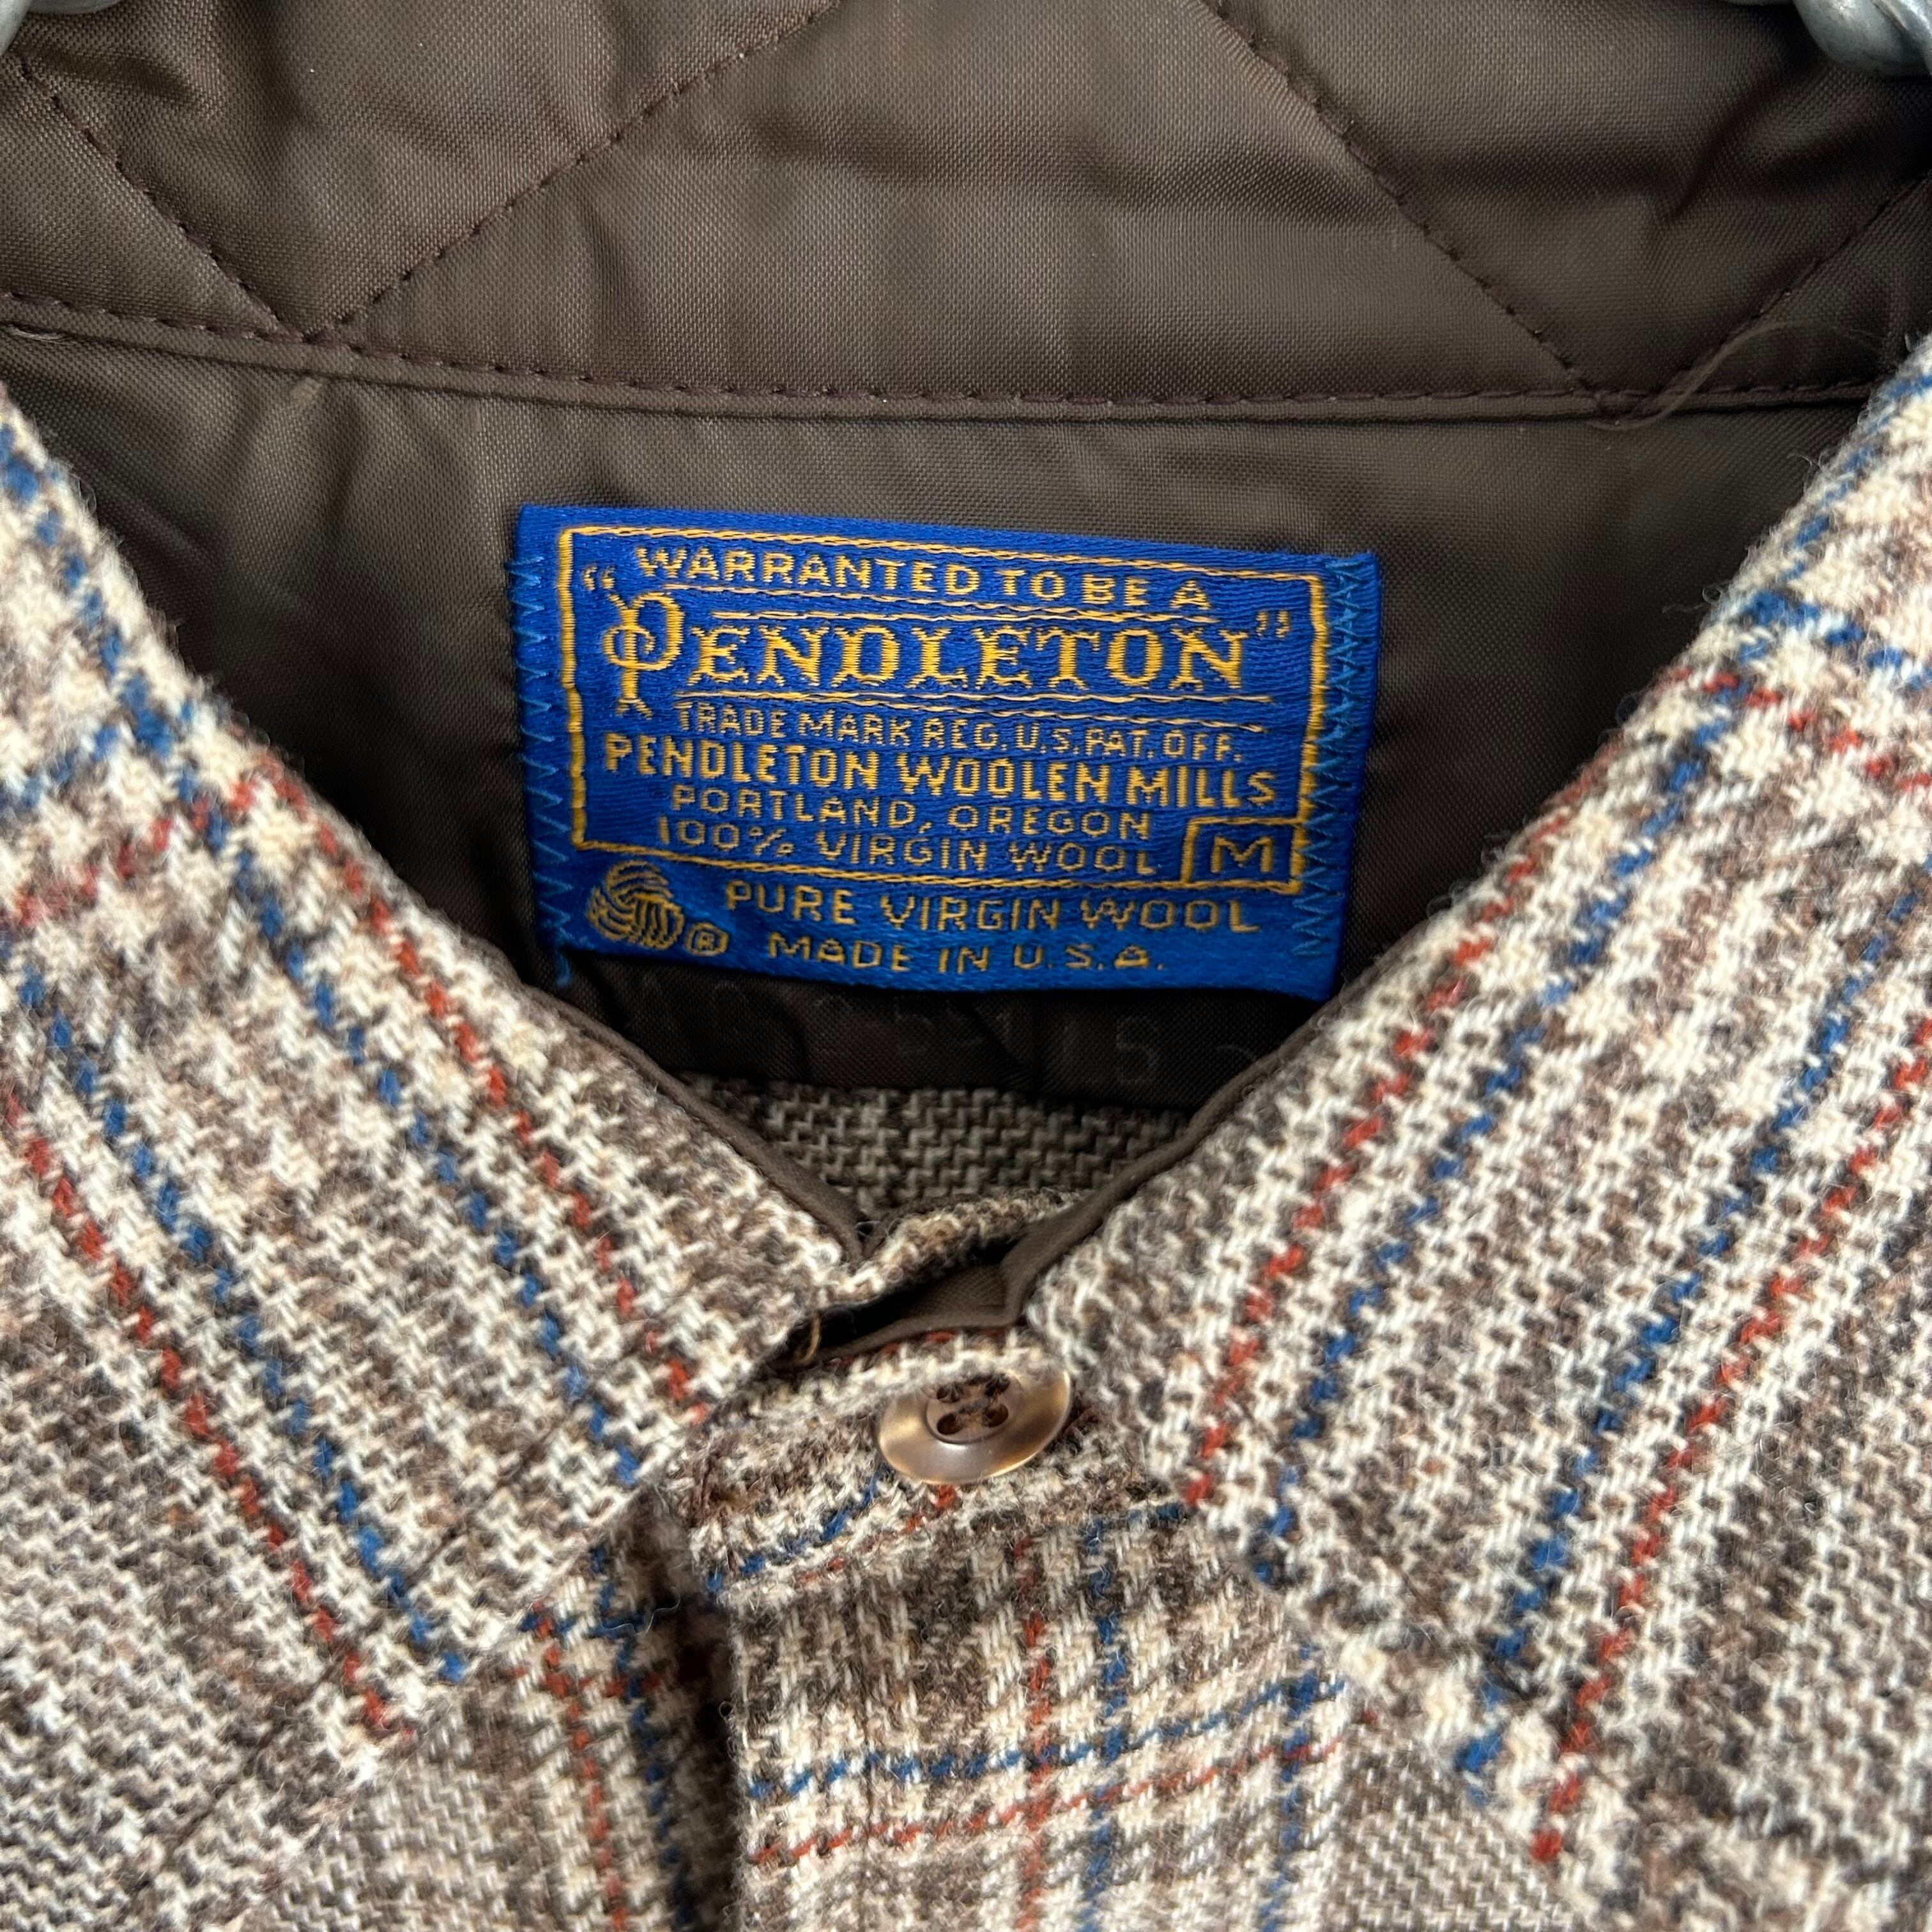 WARRANTED TO BE A
"PENDLETON"
TRADE MARK REG. U.S. PAT. OFF.
PENDLETON WOOLEN MILLS
PORTLAND, OREGON
100% VIRGIN WOOL M
PURE VIRGIN WOOL
® MADE IN U.S.A.